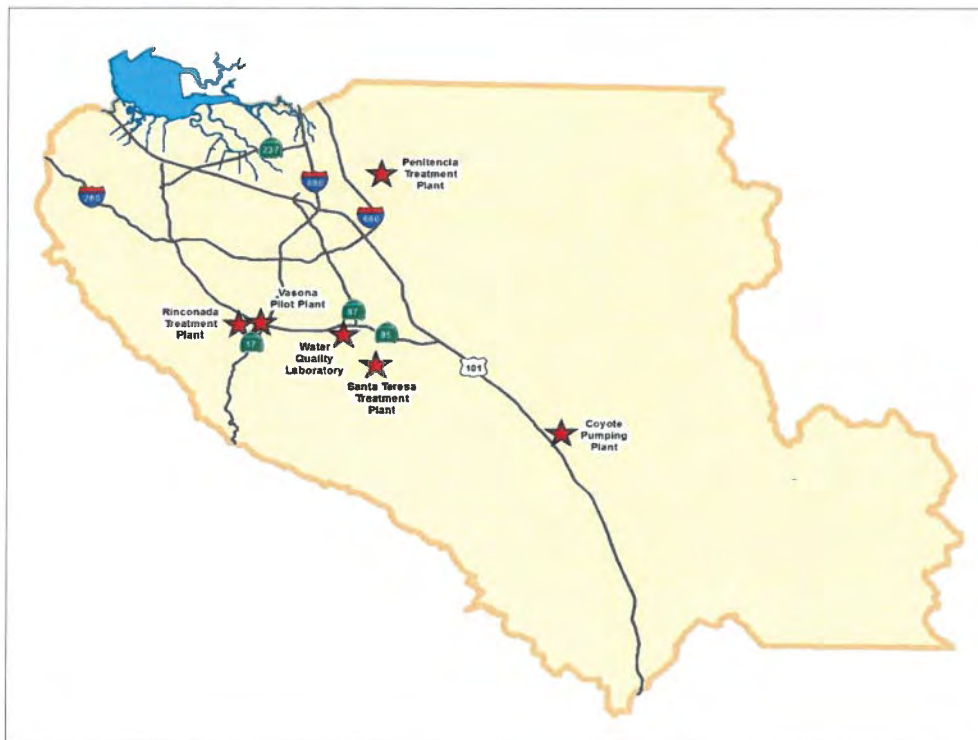 237
Penitencia
Treatment
Plant
280
880
680
Vasona
Pilot Plant
Rinconada
Treatment
Plant
87
85
17
Water
Quality
Laboratory
101
Santa Teresa
Treatment
Plant
Coyote
Pumping
Plant